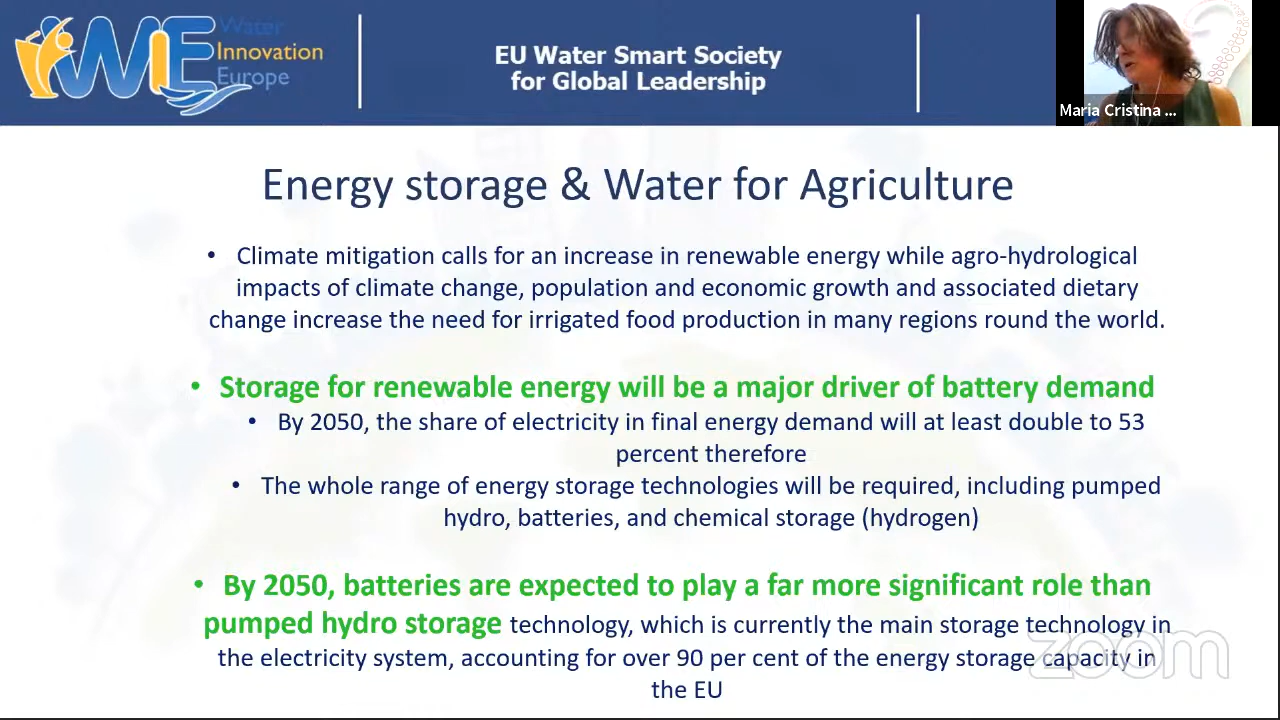 WE
Water
Innovation
Europe
EU Water Smart Society
for Global Leadership
Maria Cristina ...
Energy storage & Water for Agriculture
• Climate mitigation calls for an increase in renewable energy while agro-hydrological
impacts of climate change, population and economic growth and associated dietary
change increase the need for irrigated food production in many regions round the world.
• Storage for renewable energy will be a major driver of battery demand
• By 2050, the share of electricity in final energy demand will at least double to 53
percent therefore
• The whole range of energy storage technologies will be required, including pumped
hydro, batteries, and chemical storage (hydrogen)
• By 2050, batteries are expected to play a far more significant role than
pumped hydro storage technology, which is currently the main storage technology in
the electricity system, accounting for over 90 per cent of the energy storage capacity in
the EU
zoom